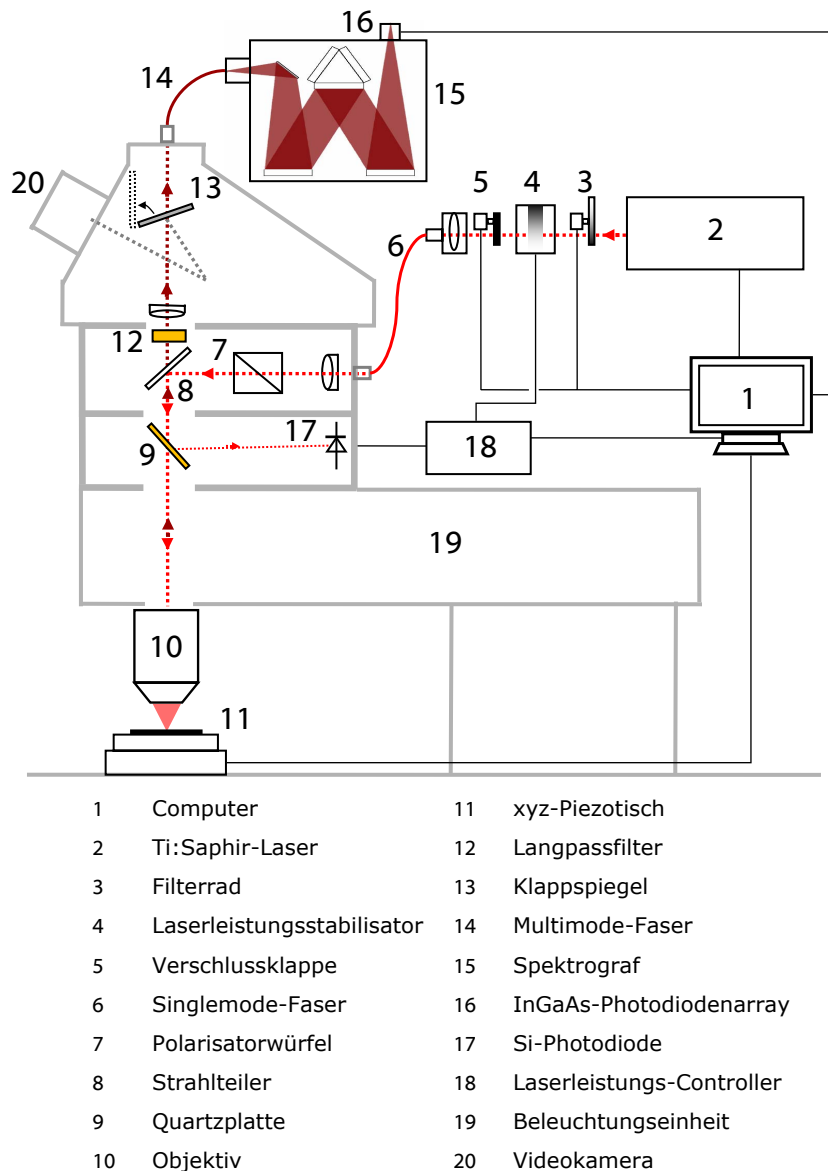 16
14
15
20
13
5
4
3
2
6
12
7
8
1
17
9
18
19
10
11
1 Computer
2 Ti:Saphir-Laser
3 Filterrad
4 Laserleistungsstabilisator
5 Verschlussklappe
6 Singlemode-Faser
7 Polarisatorwürfel
8 Strahlteiler
9 Quartzplatte
10 Objektiv
11 xyz-Piezotisch
12 Langpassfilter
13 Klappspiegel
14 Multimode-Faser
15 Spektrograf
16 InGaAs-Photodiodenarray
17 Si-Photodiode
18 Laserleistungs-Controller
19 Beleuchtungseinheit
20 Videokamera